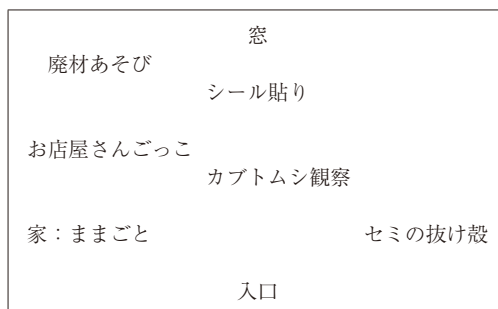 窓
廃材あそび
シール貼り
お店屋さんごっこ
カブトムシ観察
家：ままごと
セミの抜け殻
入口